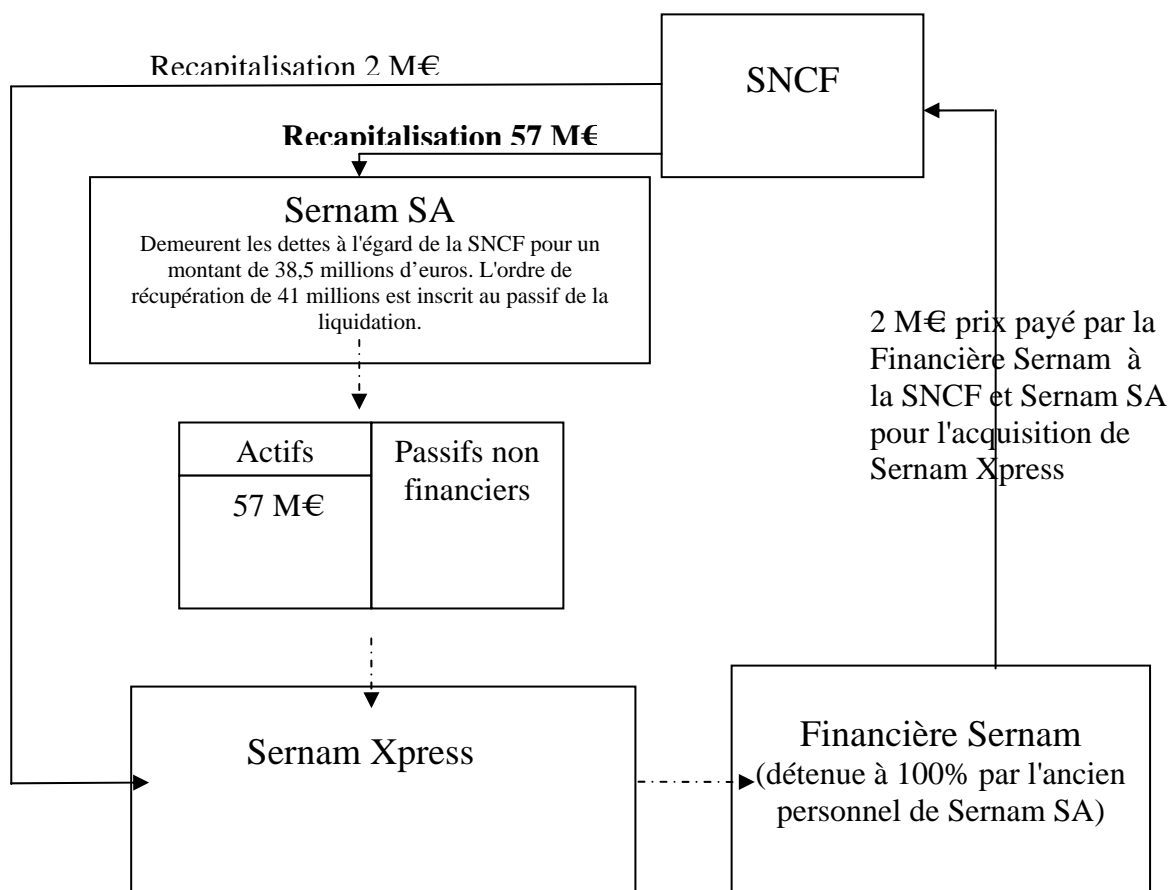 Recapitalisation 2 M€
SNCF
Recapitalisation 57 M€
Sernam SA
Demeurent les dettes à l'égard de la SNCF pour un
montant de 38,5 millions d'euros. L'ordre de
récupération de 41 millions est inscrit au passif de la
liquidation.
2 M€ prix payé par la
Financière Sernam à
la SNCF et Sernam SA
pour l'acquisition de
Sernam Xpress
Actifs
57 M€
Passifs non
financiers
Sernam Xpress
Financière Sernam
(détenue à 100% par l'ancien
personnel de Sernam SA)